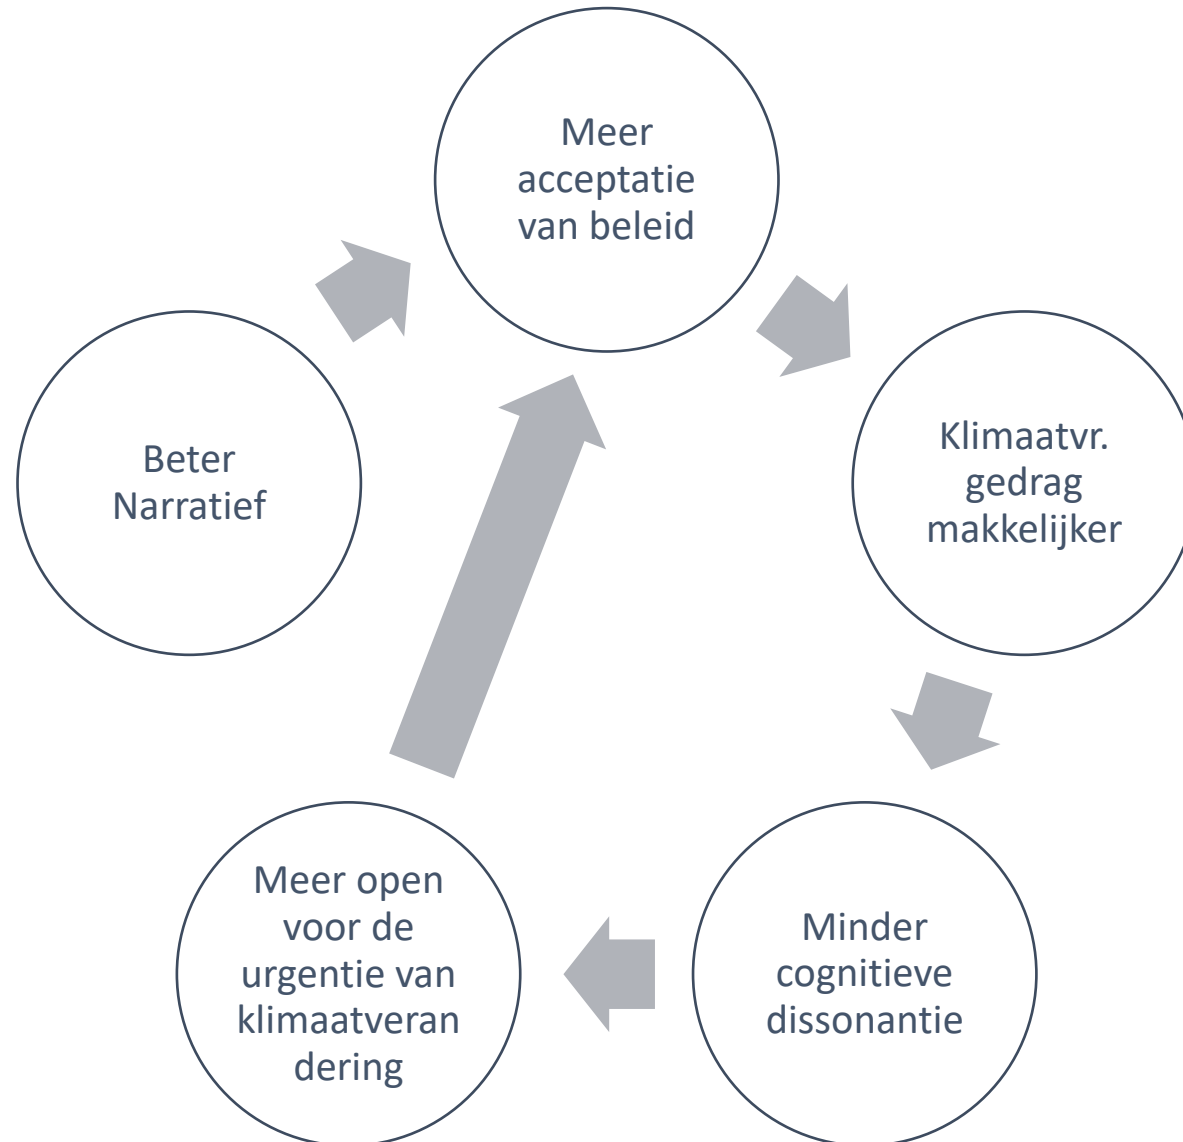 Meer
acceptatie
van beleid
Klimaatvr.
gedrag
makkelijker
Minder
cognitieve
dissonantie
Meer open
voor de
urgentie van
klimaatveran
dering
Beter
Narratief